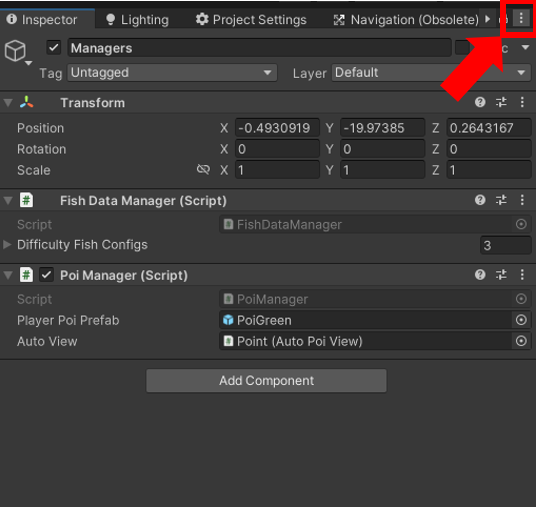 Inspector Lighting Project Settings Navigation (Obsolete)
Managers
Tag Untagged Layer Default
Transform
Position X -0.4930919 Y -19.97385 Z 0.2643167
Rotation X 0 Y 0 Z 0
Scale X 1 Y 1 Z 1
# Fish Data Manager (Script)
Script # FishDataManager
Difficulty Fish Configs 3
# Poi Manager (Script)
Script # PoiManager
Player Poi Prefab PoiGreen
Auto View # Point (Auto Poi View)
Add Component